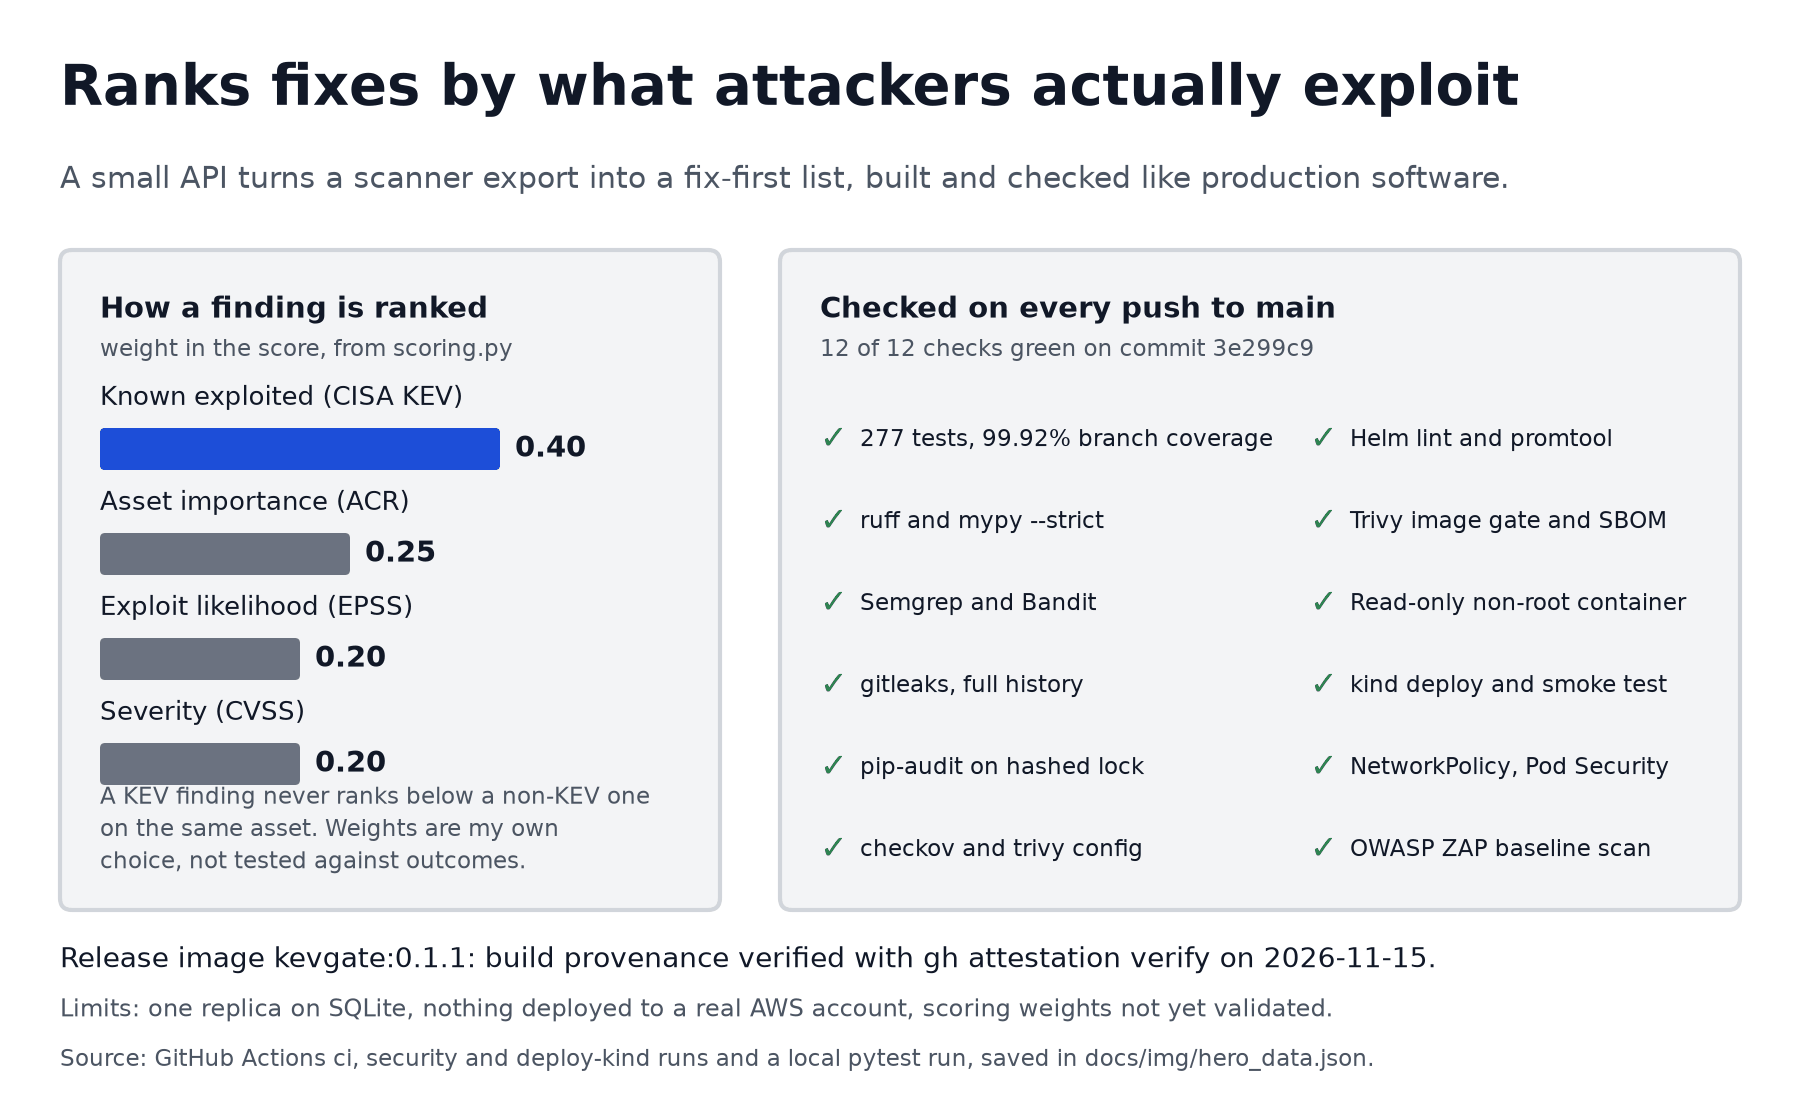 Ranks fixes by what attackers actually exploit
A small API turns a scanner export into a fix-first list, built and checked like production software.
How a finding is ranked
weight in the score, from scoring.py
Known exploited (CISA KEV)
0.40
Asset importance (ACR)
0.25
Exploit likelihood (EPSS)
0.20
Severity (CVSS)
0.20
A KEV finding never ranks below a non-KEV one
on the same asset. Weights are my own
choice, not tested against outcomes.
Checked on every push to main
12 of 12 checks green on commit 3e299c9
✓ 277 tests, 99.92% branch coverage
✓ ruff and mypy --strict
✓ Semgrep and Bandit
✓ gitleaks, full history
✓ pip-audit on hashed lock
✓ checkov and trivy config
✓ Helm lint and promtool
✓ Trivy image gate and SBOM
✓ Read-only non-root container
✓ kind deploy and smoke test
✓ NetworkPolicy, Pod Security
✓ OWASP ZAP baseline scan
Release image kevgate:0.1.1: build provenance verified with gh attestation verify on 2026-11-15.
Limits: one replica on SQLite, nothing deployed to a real AWS account, scoring weights not yet validated.
Source: GitHub Actions ci, security and deploy-kind runs and a local pytest run, saved in docs/img/hero_data.json.